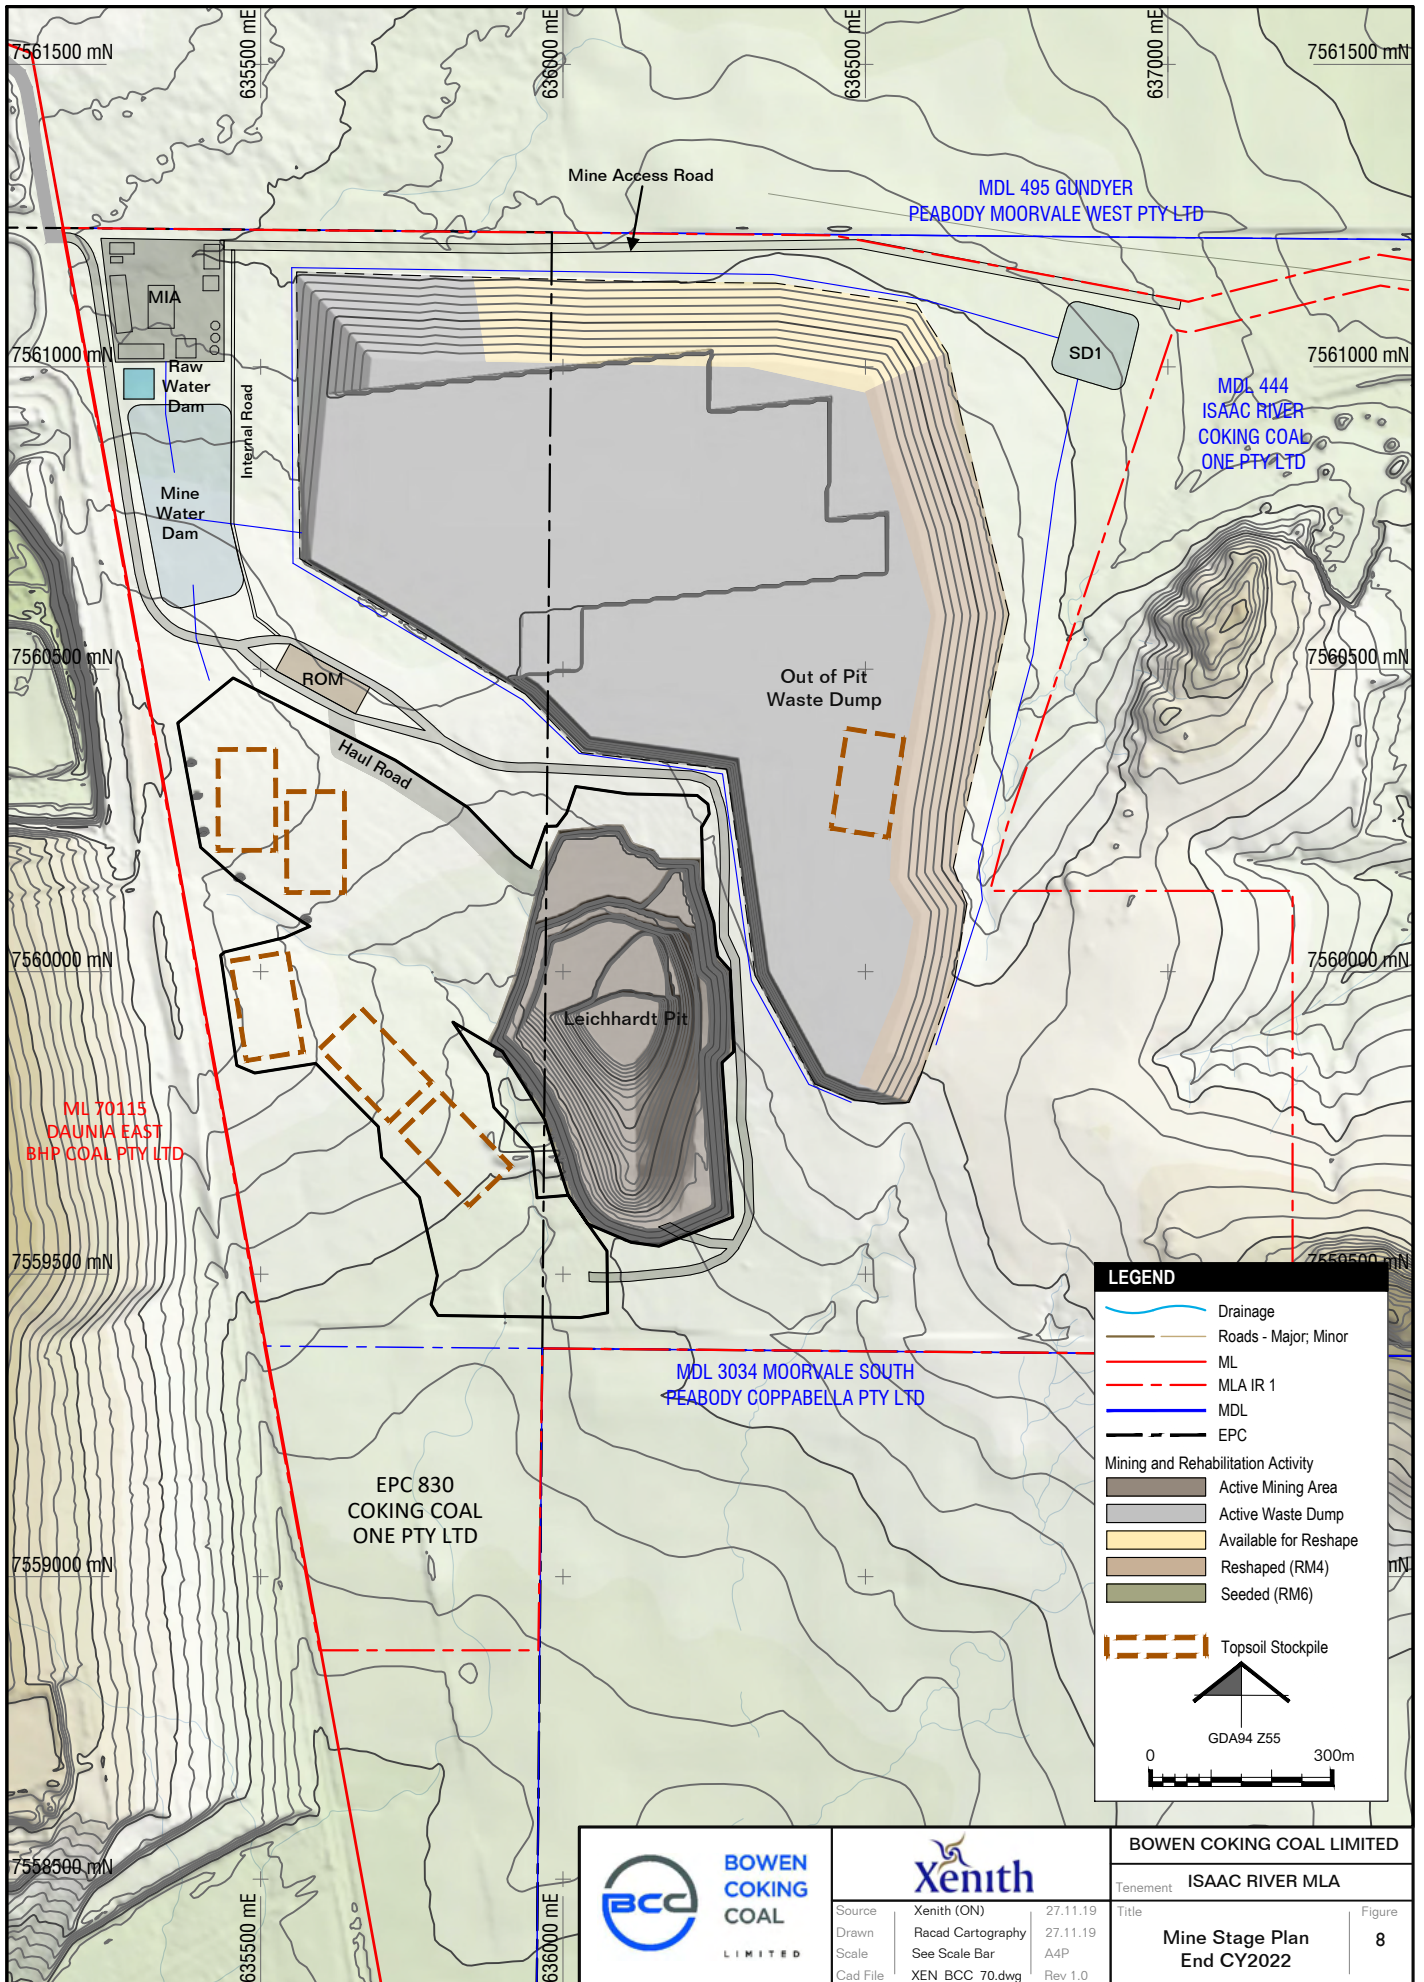 635500 mE
636000 mE
636500 mE
637000 mE
7561500 mN
7561500 mN
Mine Access Road
MDL 495 GUNDYER
PEABODY MOORVALE WEST PTY LTD
MIA
SD1
7561000 mN
7561000 mN
Raw
Water
Dam
Internal Road
MDL 444
ISAAC RIVER
COKING COAL
ONE PTY LTD
Mine
Water
Dam
7560500 mN
7560500 mN
ROM
Out of Pit
Waste Dump
Haul Road
7560000 mN
7560000 mN
Leichhardt Pit
ML 70115
DAUNIA EAST
BHP COAL PTY LTD
7559500 mN
7559500 mN
MDL 3034 MOORVALE SOUTH
PEABODY COPPABELLA PTY LTD
EPC 830
COKING COAL
ONE PTY LTD
7559000 mN
mN
7558500 mN
635500 mE
636000 mE
LEGEND
Drainage
Roads - Major; Minor
ML
MLA IR 1
MDL
EPC
Mining and Rehabilitation Activity
Active Mining Area
Active Waste Dump
Available for Reshape
Reshaped (RM4)
Seeded (RM6)
Topsoil Stockpile
GDA94 Z55
0 300m
BCC
BOWEN
COKING
COAL
LIMITED
Xenith
Source Xenith (ON) 27.11.19
Drawn Racad Cartography 27.11.19
Scale See Scale Bar A4P
Cad File XEN BCC 70.dwg Rev 1.0
BOWEN COKING COAL LIMITED
Tenement ISAAC RIVER MLA
Title Figure
Mine Stage Plan
End CY2022
8